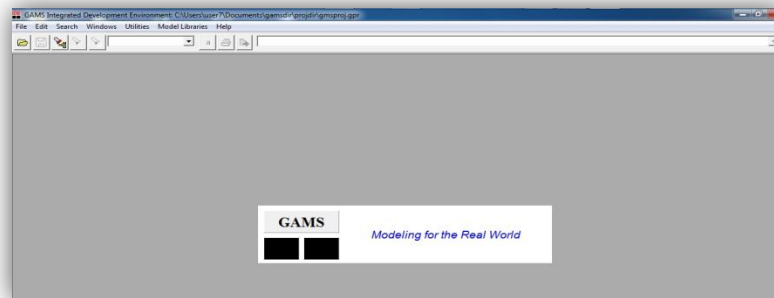 GAMS Integrated Development Environment: C:\Users\user7\Documents\gamsdir\projdir\gmsproj.gpr
File Edit Search Windows Utilities Model Libraries Help
GAMS
Modeling for the Real World